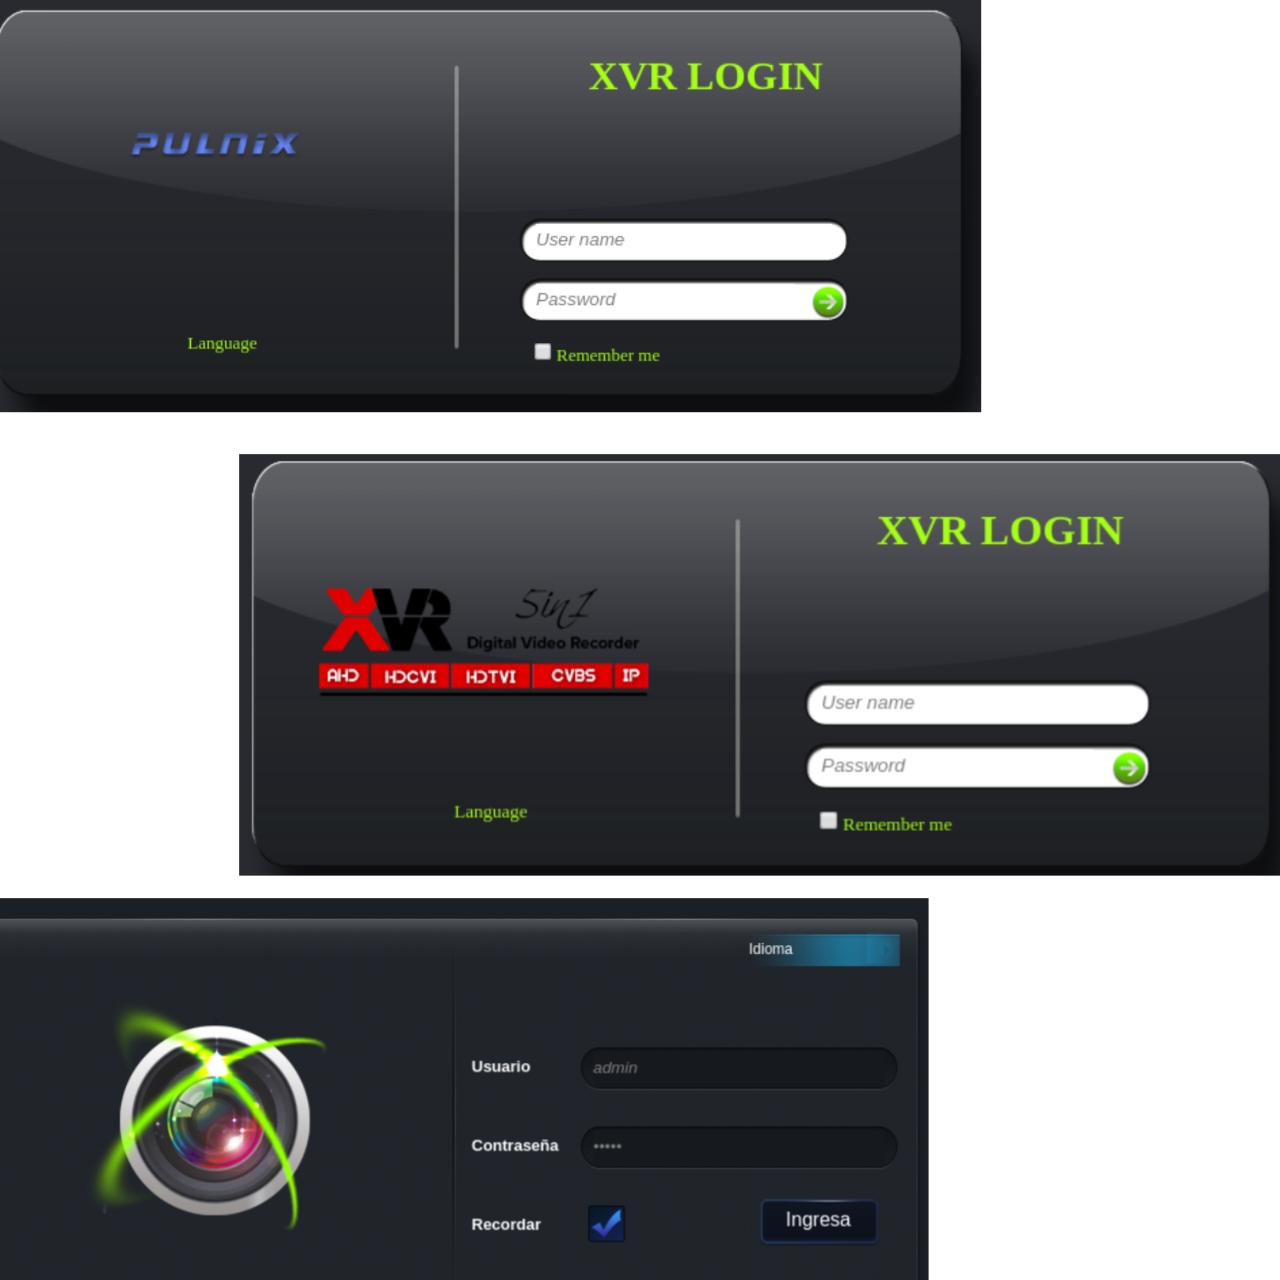 XVR LOGIN
PULNiX
User name
Password
Language
Remember me
XVR LOGIN
XVR 5in1
Digital Video Recorder
AHD HDCVI HDTVI CVBS IP
User name
Password
Language
Remember me
Idioma
Usuario admin
Contraseña •••••
Recordar
Ingresa